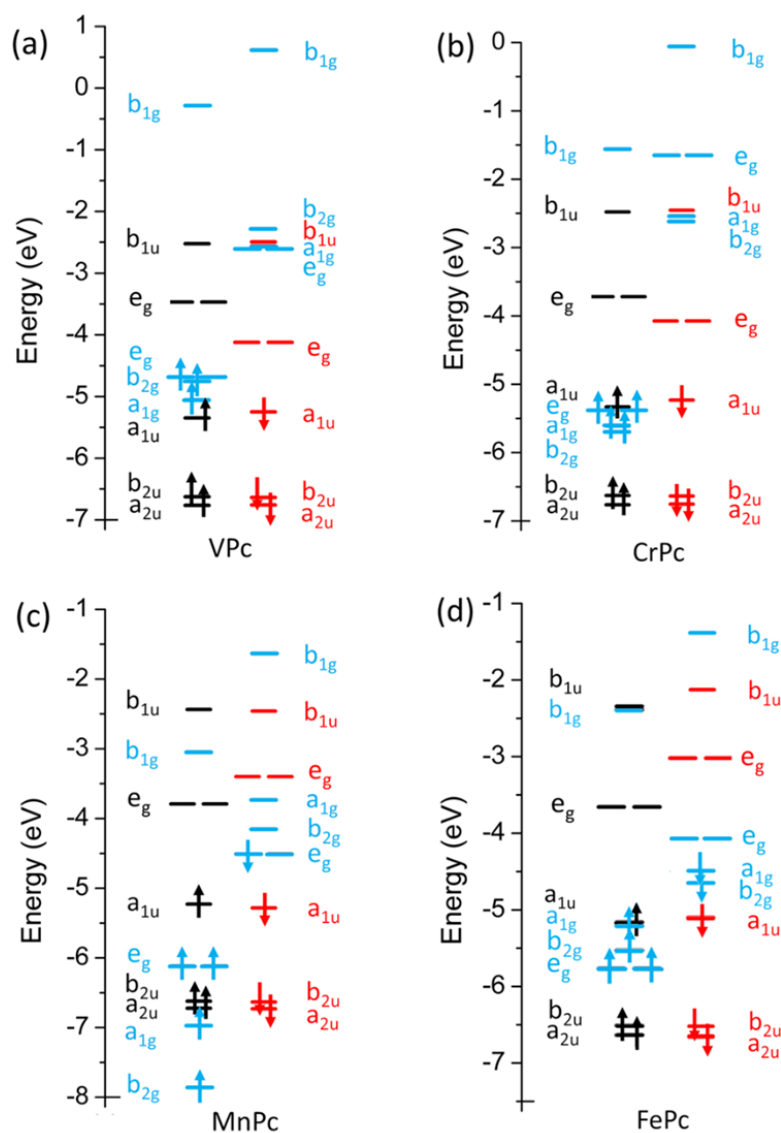 (a)
1
0
-1
-2
-3
-4
-5
-6
-7
Energy (eV)
b1g
b1u
eg
eg
b2g
a1g
a1u
b2u
a2u
b1g
b2g
b1u
a1g
eg
eg
a1u
b2u
a2u
VPc
(b)
0
-1
-2
-3
-4
-5
-6
-7
Energy (eV)
b1g
b1u
eg
a1u
eg
a1g
b2g
b2u
a2u
b1g
eg
b1u
a1g
b2g
eg
a1u
b2u
a2u
CrPc
(c)
-1
-2
-3
-4
-5
-6
-7
-8
Energy (eV)
b1u
b1g
eg
a1u
eg
b2u
a2u
a1g
b2g
b1g
b1u
eg
a1g
b2g
eg
a1u
b2u
a2u
MnPc
(d)
-1
-2
-3
-4
-5
-6
-7
Energy (eV)
b1u
b1g
eg
a1u
a1g
b2g
eg
b2u
a2u
b1g
b1u
eg
eg
a1g
b2g
a1u
b2u
a2u
FePc